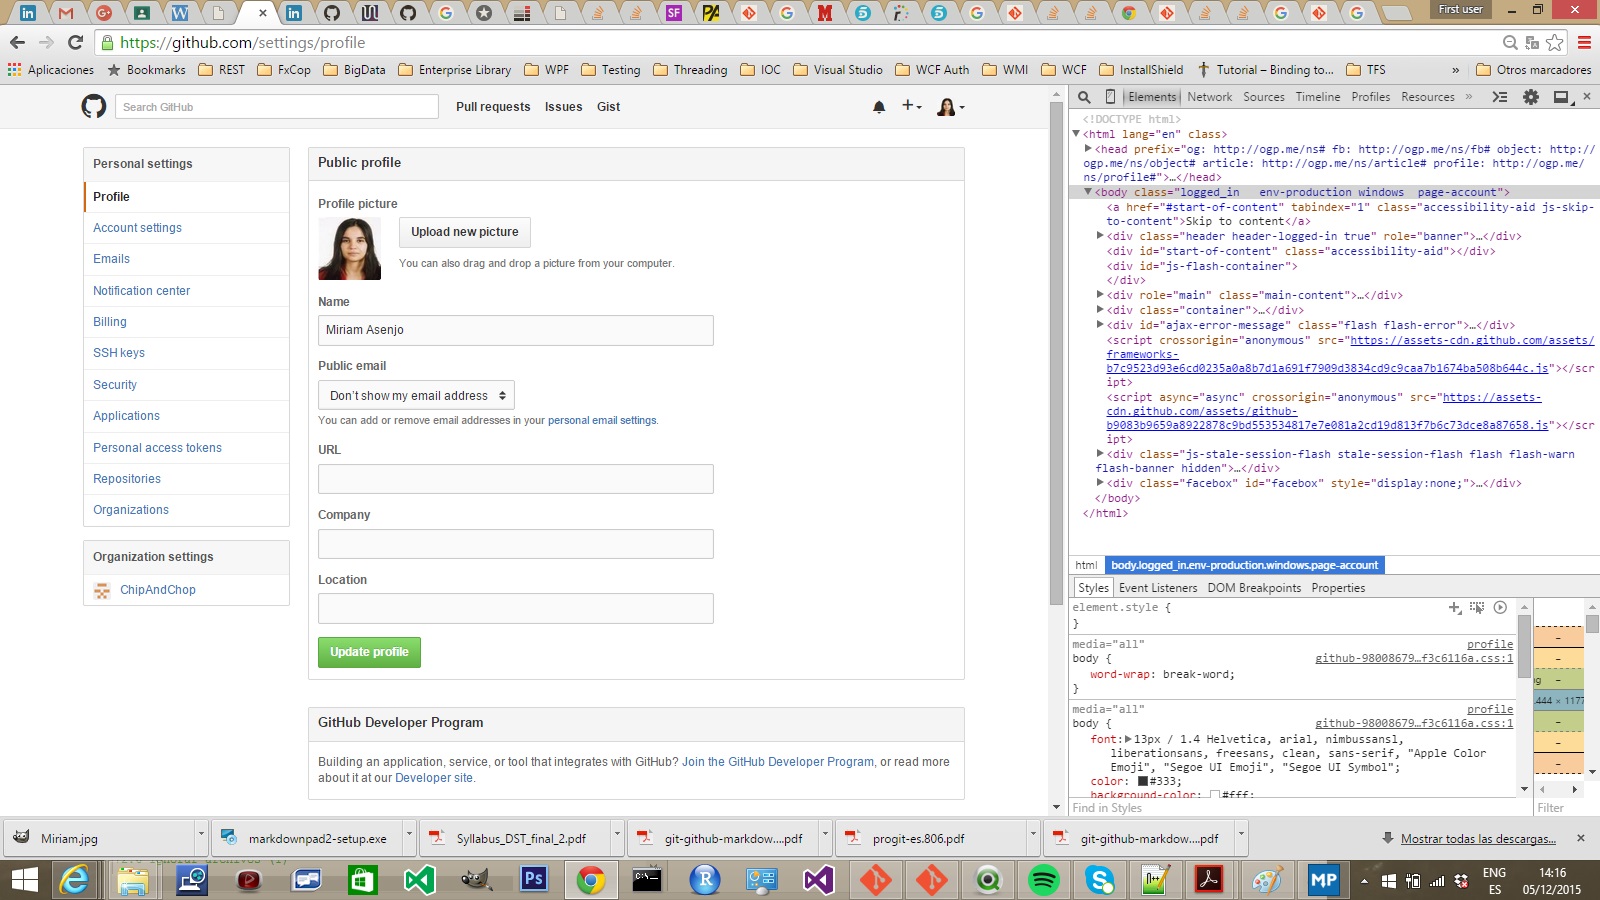 First user
https://github.com/settings/profile
Aplicaciones Bookmarks REST FxCop BigData Enterprise Library WPF Testing Threading IOC Visual Studio WCF Auth WMI WCF InstallShield Tutorial – Binding to... TFS » Otros marcadores
Search GitHub Pull requests Issues Gist
Personal settings
Profile
Account settings
Emails
Notification center
Billing
SSH keys
Security
Applications
Personal access tokens
Repositories
Organizations
Organization settings
ChipAndChop
Public profile
Profile picture
Upload new picture
You can also drag and drop a picture from your computer.
Name
Miriam Asenjo
Public email
Don't show my email address
You can add or remove email addresses in your personal email settings.
URL
Company
Location
Update profile
GitHub Developer Program
Building an application, service, or tool that integrates with GitHub? Join the GitHub Developer Program, or read more
about it at our Developer site.
Elements Network Sources Timeline Profiles Resources »
<!DOCTYPE html>
<html lang="en" class>
<head prefix="og: http://ogp.me/ns# fb: http://ogp.me/ns/fb# object: http://
ogp.me/ns/object# article: http://ogp.me/ns/article# profile: http://ogp.me/
ns/profile#">…</head>
<body class="logged_in env-production windows page-account">
<a href="#start-of-content" tabindex="1" class="accessibility-aid js-skip-
to-content">Skip to content</a>
<div class="header header-logged-in true" role="banner">…</div>
<div id="start-of-content" class="accessibility-aid"></div>
<div id="js-flash-container">
</div>
<div role="main" class="main-content">…</div>
<div class="container">…</div>
<div id="ajax-error-message" class="flash flash-error">…</div>
<script crossorigin="anonymous" src="https://assets-cdn.github.com/assets/
frameworks-
b7c9523d93e6cd0235a0a8b7d1a691f7909d3834cd9c9caa7b1674ba508b644c.js"></scr
ipt>
<script async="async" crossorigin="anonymous" src="https://assets-
cdn.github.com/assets/github-
b9083b9659a8922878c9bd553534817e7e081a2cd19d813f7b6c73dce8a87658.js"></scr
ipt>
<div class="js-stale-session-flash stale-session-flash flash flash-warn
flash-banner hidden">…</div>
<div class="facebox" id="facebox" style="display:none;">…</div>
</body>
</html>
html body.logged_in.env-production.windows.page-account
Styles Event Listeners DOM Breakpoints Properties
element.style {
}
media="all" profile
body { github-98008679…f3c6116a.css:1
word-wrap: break-word;
}
media="all" profile
body { github-98008679…f3c6116a.css:1
font:13px / 1.4 Helvetica, arial, nimbussansl,
liberationsans, freesans, clean, sans-serif, "Apple Color
Emoji", "Segoe UI Emoji", "Segoe UI Symbol";
color: #333;
background-color: #fff;
Find in Styles
Filter
Miriam.jpg markdownpad2-setup.exe Syllabus_DST_final_2.pdf git-github-markdow....pdf progit-es.806.pdf git-github-markdow....pdf Mostrar todas las descargas...
ENG 14:16
ES 05/12/2015